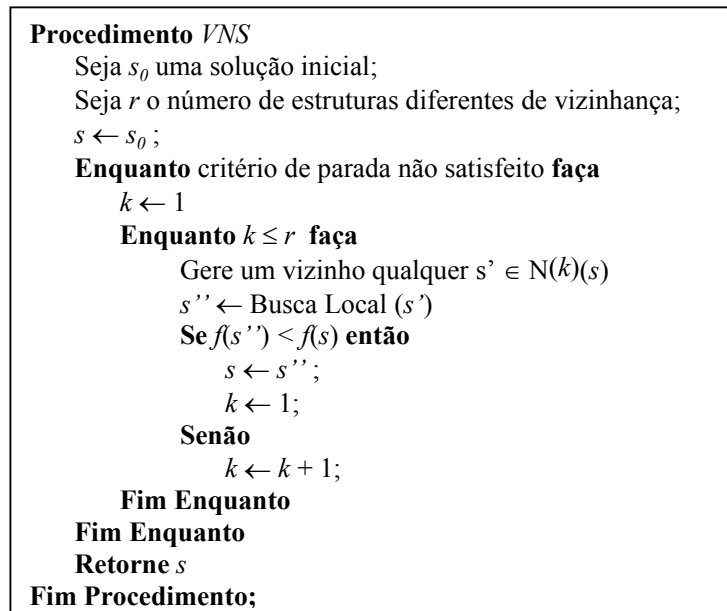 Procedimento VNS
Seja s0 uma solução inicial;
Seja r o número de estruturas diferentes de vizinhança;
s ← s0 ;
Enquanto critério de parada não satisfeito faça
k ← 1
Enquanto k ≤ r faça
Gere um vizinho qualquer s’ ∈ N(k)(s)
s’’ ← Busca Local (s’)
Se f(s’’) < f(s) então
s ← s’’ ;
k ← 1;
Senão
k ← k + 1;
Fim Enquanto
Fim Enquanto
Retorne s
Fim Procedimento;